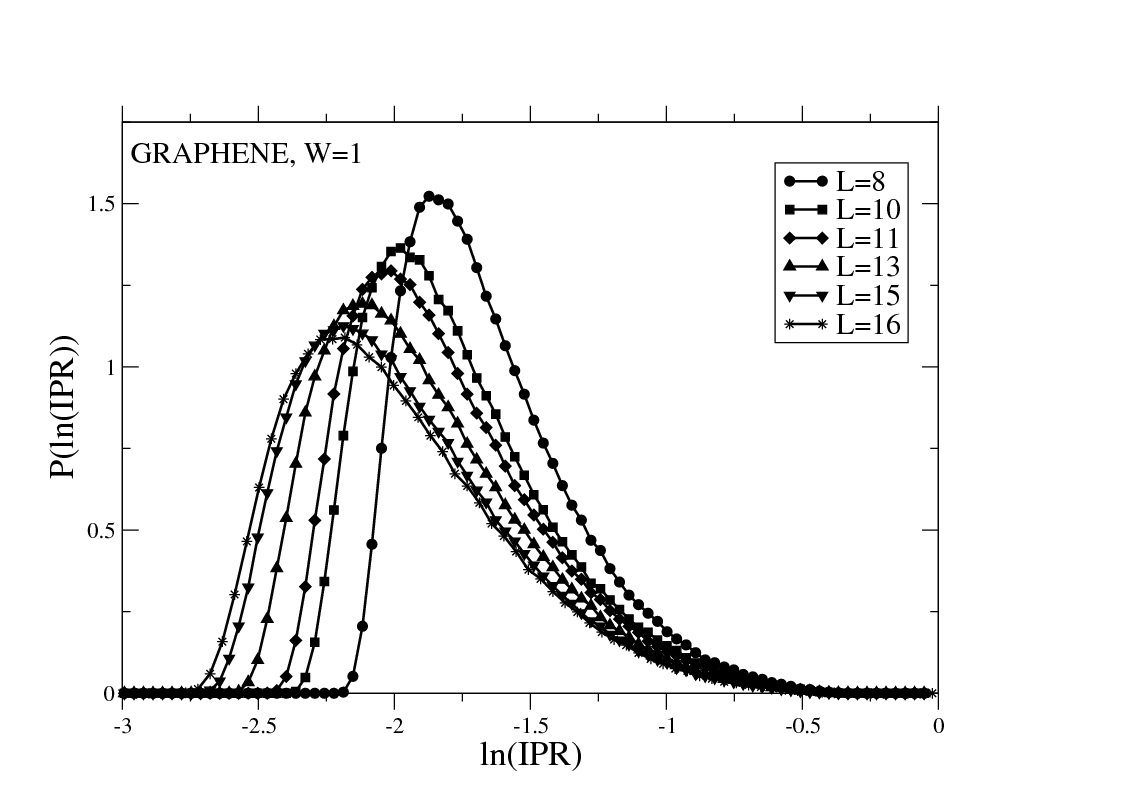 GRAPHENE, W=1
L=8
L=10
L=11
L=13
L=15
L=16
P(ln(IPR))
1.5
1
0.5
0
-3 -2.5 -2 -1.5 -1 -0.5 0
ln(IPR)